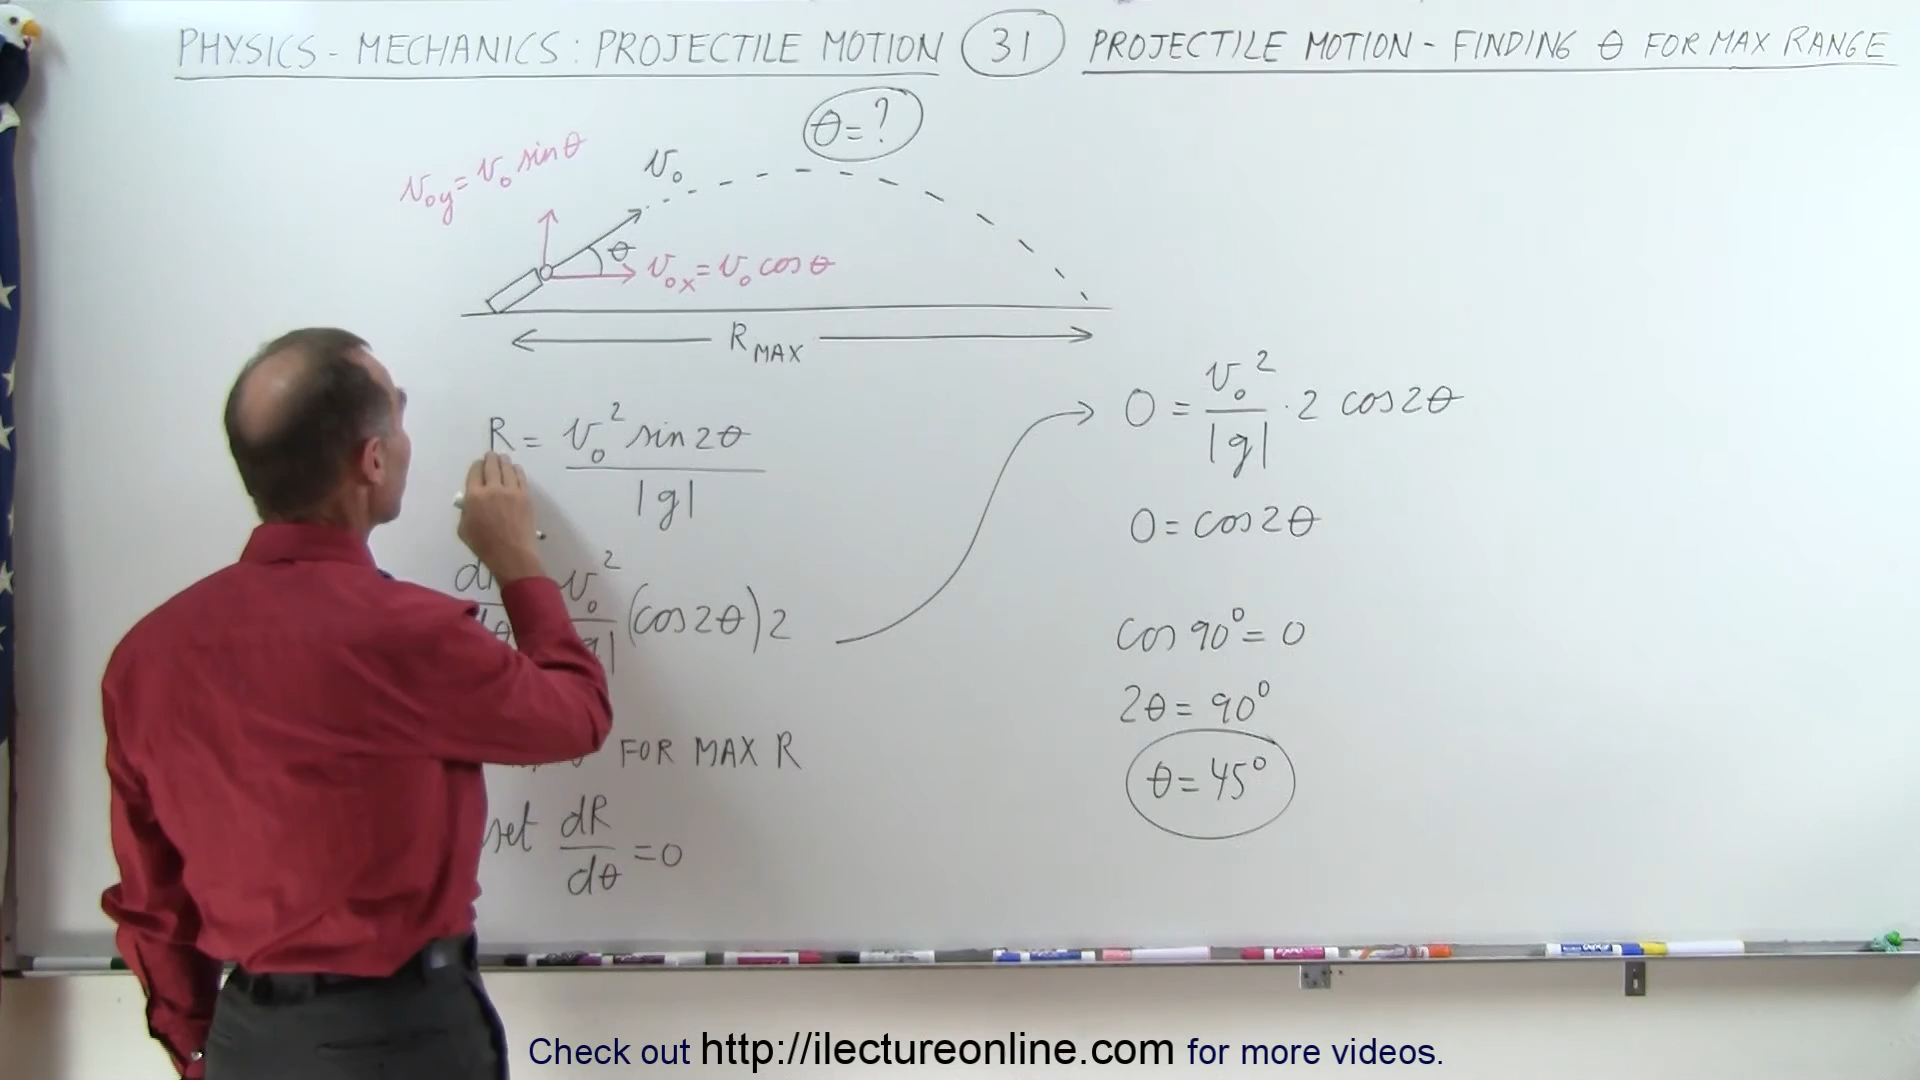 PHYSICS - MECHANICS: PROJECTILE MOTION 31 PROJECTILE MOTION - FINDING θ FOR MAX RANGE
θ = ?
v₀y = v₀ sin θ
v₀
θ
v₀x = v₀ cos θ
R MAX
R = v₀² sin 2θ / |g|
v₀² (cos 2θ) 2
FOR MAX R
set dR/dθ = 0
0 = v₀²/|g| · 2 cos 2θ
0 = cos 2θ
cos 90° = 0
2θ = 90°
θ = 45°
Check out http://ilectureonline.com for more videos.